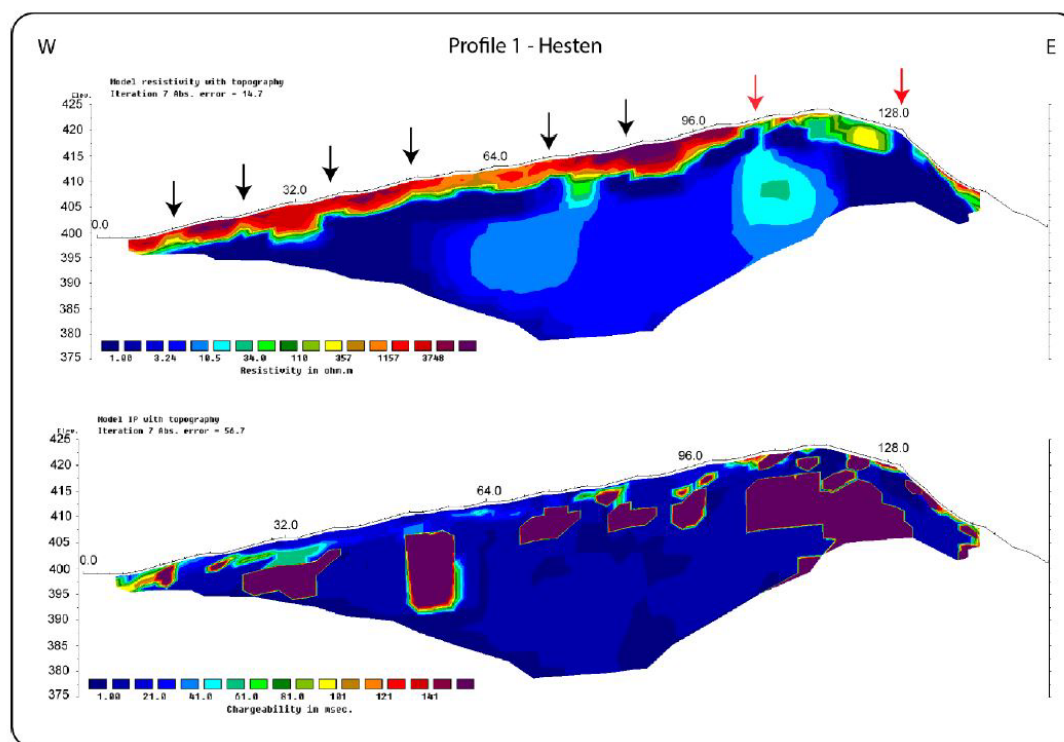 W Profile 1 - Hesten E
Model resistivity with topography
Iteration 7 Abs. error = 14.7
Elev.
425
420
415
410
405
400
395
390
385
380
375
0.0 32.0 64.0 96.0 128.0
1.00 3.24 10.5 34.0 110 357 1157 3748
Resistivity in ohm.m
Model IP with topography
Iteration 7 Abs. error = 56.7
Elev.
425
420
415
410
405
400
395
390
385
380
375
0.0 32.0 64.0 96.0 128.0
1.00 21.0 41.0 61.0 81.0 101 121 141
Chargeability in msec.